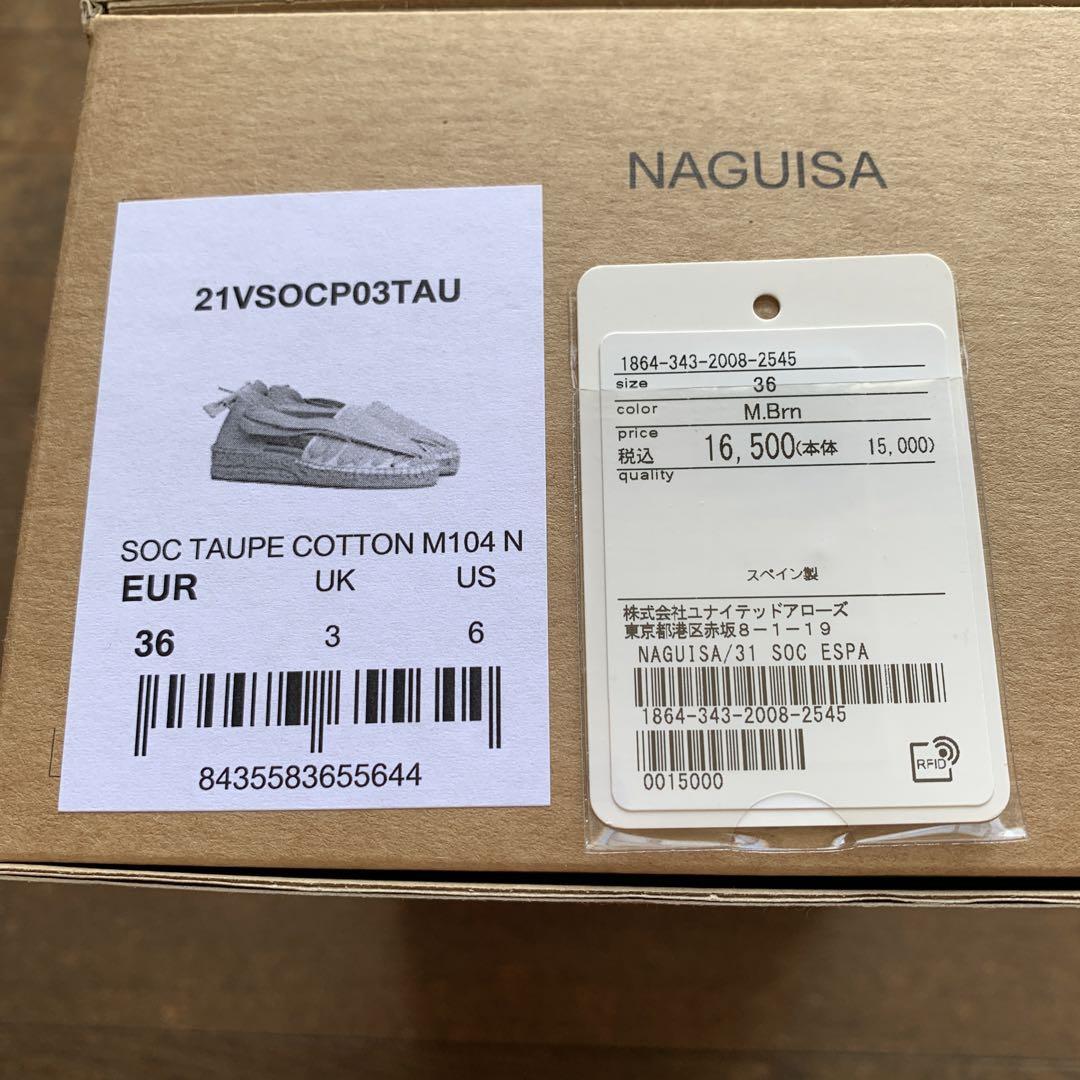 NAGUISA
21VSOCP03TAU
SOC TAUPE COTTON M104 N
EUR UK US
36 3 6
8435583655644
1864-343-2008-2545
size 36
color M.Brn
price
税込 16,500(本体 15,000)
quality
スペイン製
株式会社ユナイテッドアローズ
東京都港区赤坂8-1-19
NAGUISA/31 SOC ESPA
1864-343-2008-2545
0015000
RFID